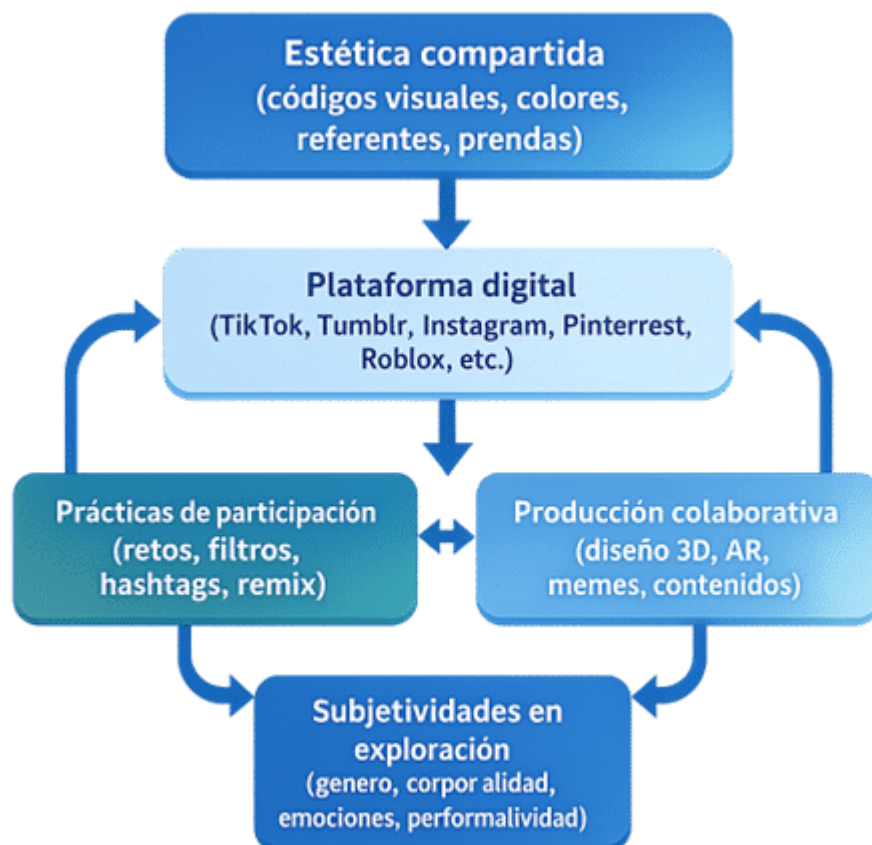 Estética compartida
(códigos visuales, colores,
referentes, prendas)
Plataforma digital
(TikTok, Tumblr, Instagram, Pinterrest,
Roblox, etc.)
Prácticas de participación
(retos, filtros,
hashtags, remix)
Producción colaborativa
(diseño 3D, AR,
memes, contenidos)
Subjetividades en
exploración
(genero, corpor alidad,
emociones, performalividad)